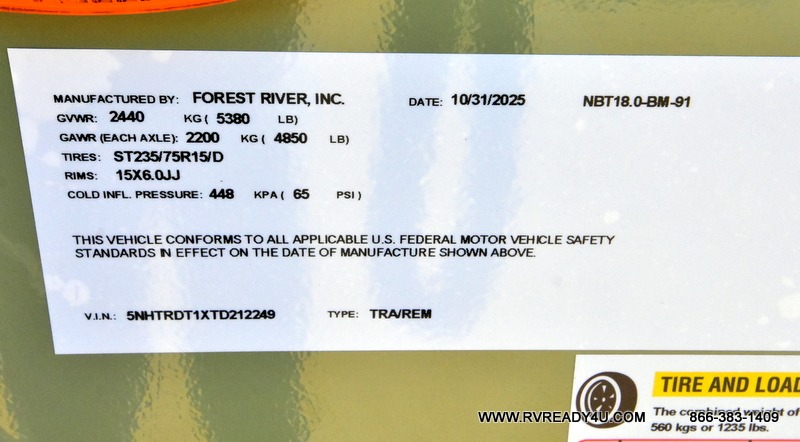 MANUFACTURED BY: FOREST RIVER, INC. DATE: 10/31/2025 NBT18.0-BM-91
GVWR: 2440 KG ( 5380 LB)
GAWR (EACH AXLE): 2200 KG ( 4850 LB)
TIRES: ST235/75R15/D
RIMS: 15X6.0JJ
COLD INFL. PRESSURE: 448 KPA ( 65 PSI )
THIS VEHICLE CONFORMS TO ALL APPLICABLE U.S. FEDERAL MOTOR VEHICLE SAFETY
STANDARDS IN EFFECT ON THE DATE OF MANUFACTURE SHOWN ABOVE.
V.I.N.: 5NHTRDT1XTD212249 TYPE: TRA/REM
TIRE AND LOAD
The combined weight of
560 kgs or 1235 lbs.
WWW.RVREADY4U.COM 866-383-1409